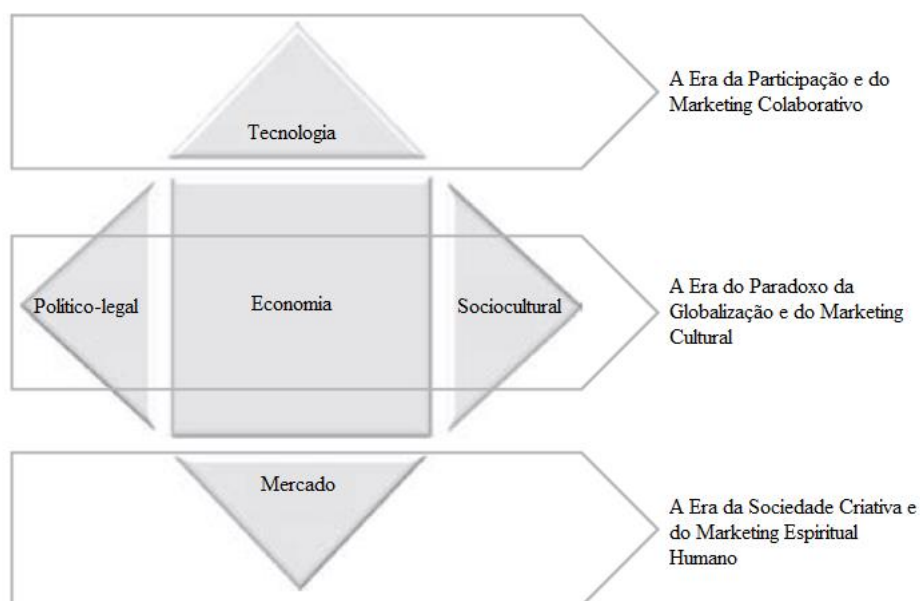 Tecnologia
A Era da Participação e do
Marketing Colaborativo
Político-legal
Economia
Sociocultural
A Era do Paradoxo da
Globalização e do Marketing
Cultural
Mercado
A Era da Sociedade Criativa e
do Marketing Espiritual
Humano